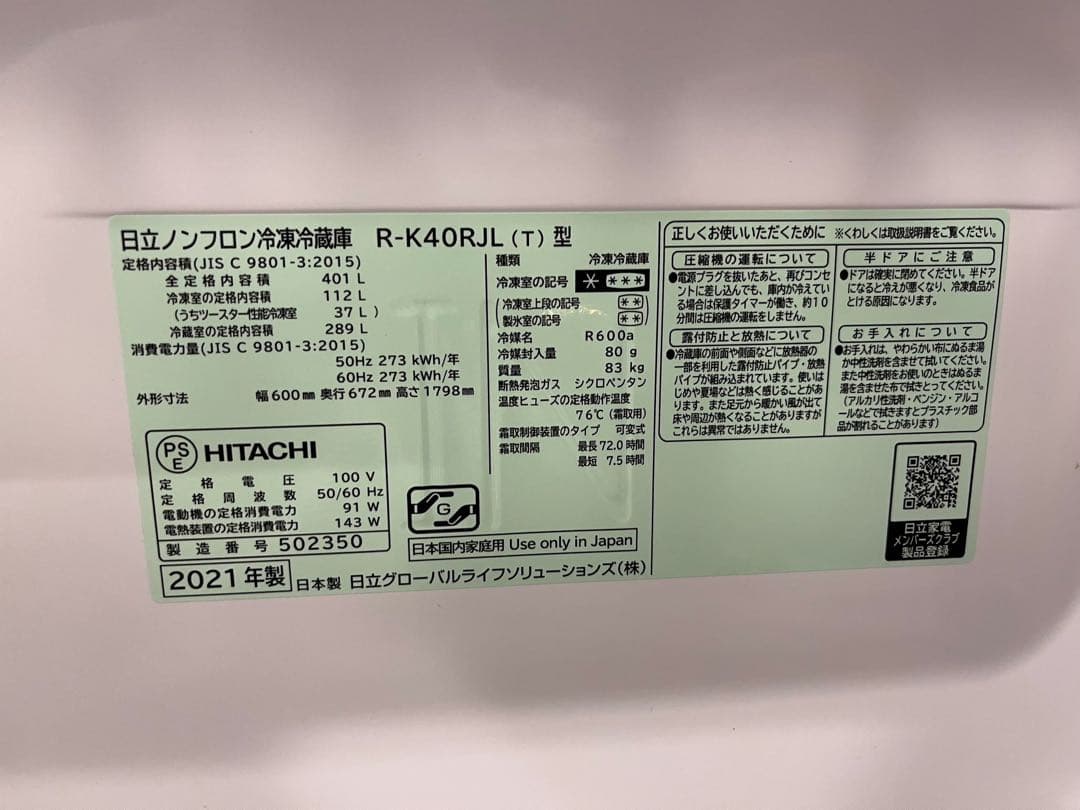 日立ノンフロン冷凍冷蔵庫 R-K40RJL（T）型
定格内容積(JIS C 9801-3:2015)
全定格内容積 401 L
冷凍室の定格内容積 112 L
（うちツースター性能冷凍室 37 L）
冷蔵室の定格内容積 289 L
消費電力量(JIS C 9801-3:2015)
50Hz 273 kWh/年
60Hz 273 kWh/年
外形寸法 幅600㎜ 奥行672㎜ 高さ1798㎜
PS
E
HITACHI
定格電圧 100 V
定格周波数 50/60 Hz
電動機の定格消費電力 91 W
電熱装置の定格消費電力 143 W
製造番号 502350
2021年製 日本製 日立グローバルライフソリューションズ(株)
種類 冷凍冷蔵庫
冷凍室の記号 * ***
冷凍室上段の記号 **
製氷室の記号 **
冷媒名 R600a
冷媒封入量 80 g
質量 83 kg
断熱発泡ガス シクロペンタン
温度ヒューズの定格動作温度
76℃（霜取用）
霜取制御装置のタイプ 可変式
霜取間隔 最長 72.0 時間
最短 7.5 時間
G
日本国内家庭用 Use only in Japan
正しくお使いいただくために ※くわしくは取扱説明書をご覧ください。
圧縮機の運転について
●電源プラグを抜いたあと、再びコンセ
ントに差し込んでも、庫内が冷えてい
る場合は保護タイマーが働き、約10
分間は圧縮機の運転をしません。
露付防止と放熱について
●冷蔵庫の前面や側面などに放熱器の
一部を利用した露付防止パイプ・放熱
パイプが組み込まれています。使いは
じめや夏場などは熱く感じることがあ
ります。また足元から暖かい風が出て
床や周辺が熱くなることがありますが
これらは異常ではありません。
半ドアにご注意
●ドアは確実に閉めてください。半ドア
になると冷えが悪くなり、冷凍食品が
とける原因になります。
お手入れについて
●お手入れは、やわらかい布にぬるま湯
か中性洗剤を含ませて拭いてください。
また中性洗剤をお使いのときはぬるま
湯を含ませた布で拭きとってください。
（アルカリ性洗剤・ベンジン・アルコ
ールなどで拭きますとプラスチック部
品が割れることがあります）
日立家電
メンバーズクラブ
製品登録